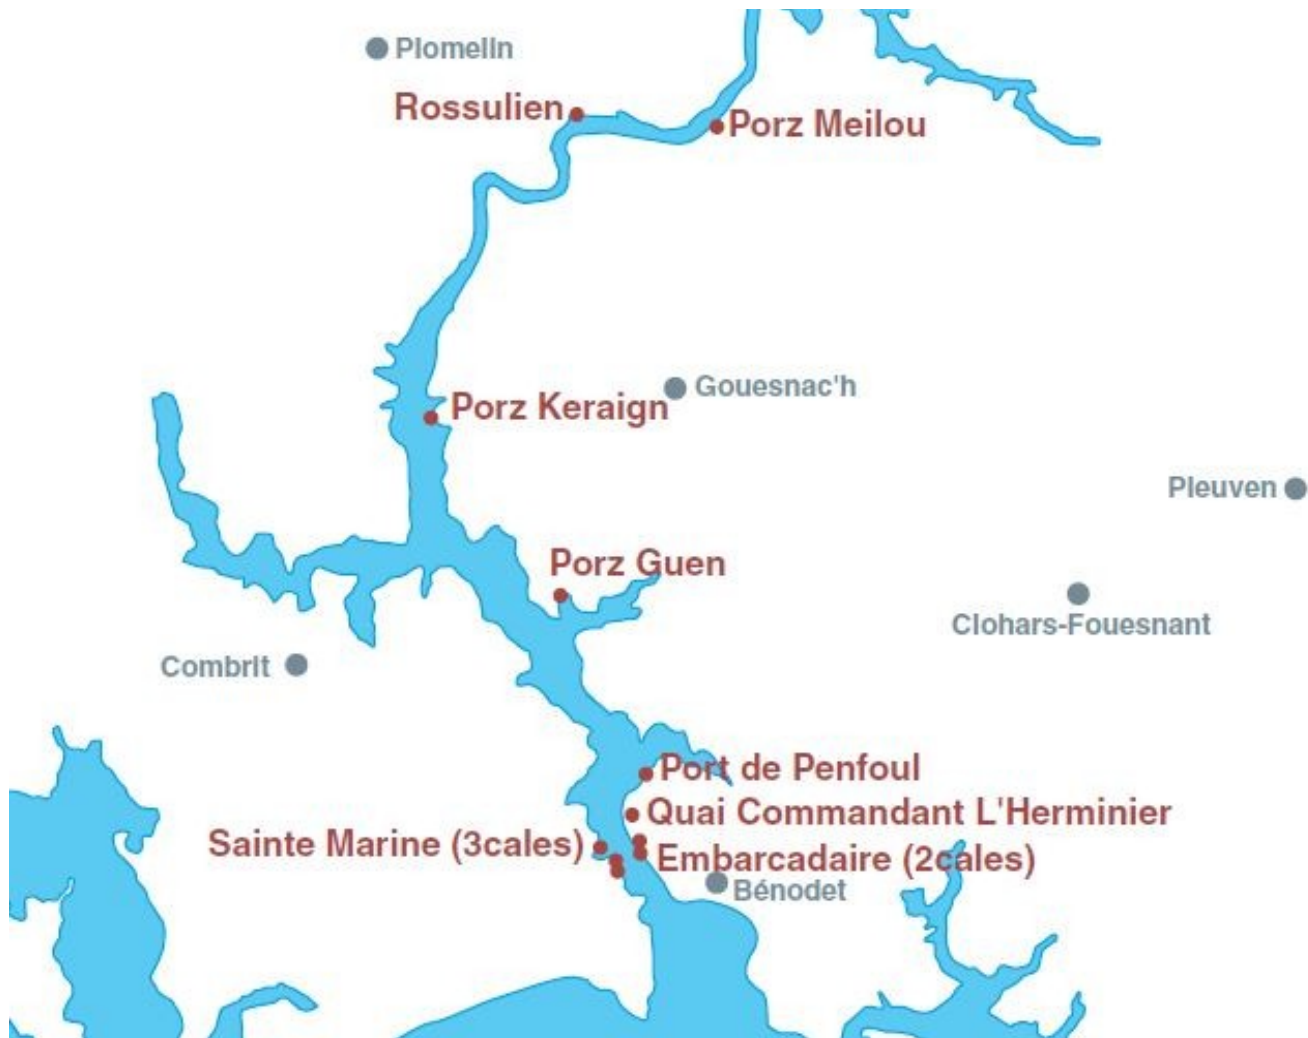 Plomelin
Rossulien
Porz Meilou
Gouesnac'h
Porz Keraign
Pleuven
Porz Guen
Clohars-Fouesnant
Combrit
Port de Penfoul
Quai Commandant L'Herminier
Sainte Marine (3cales)
Embarcadaire (2cales)
Bénodet